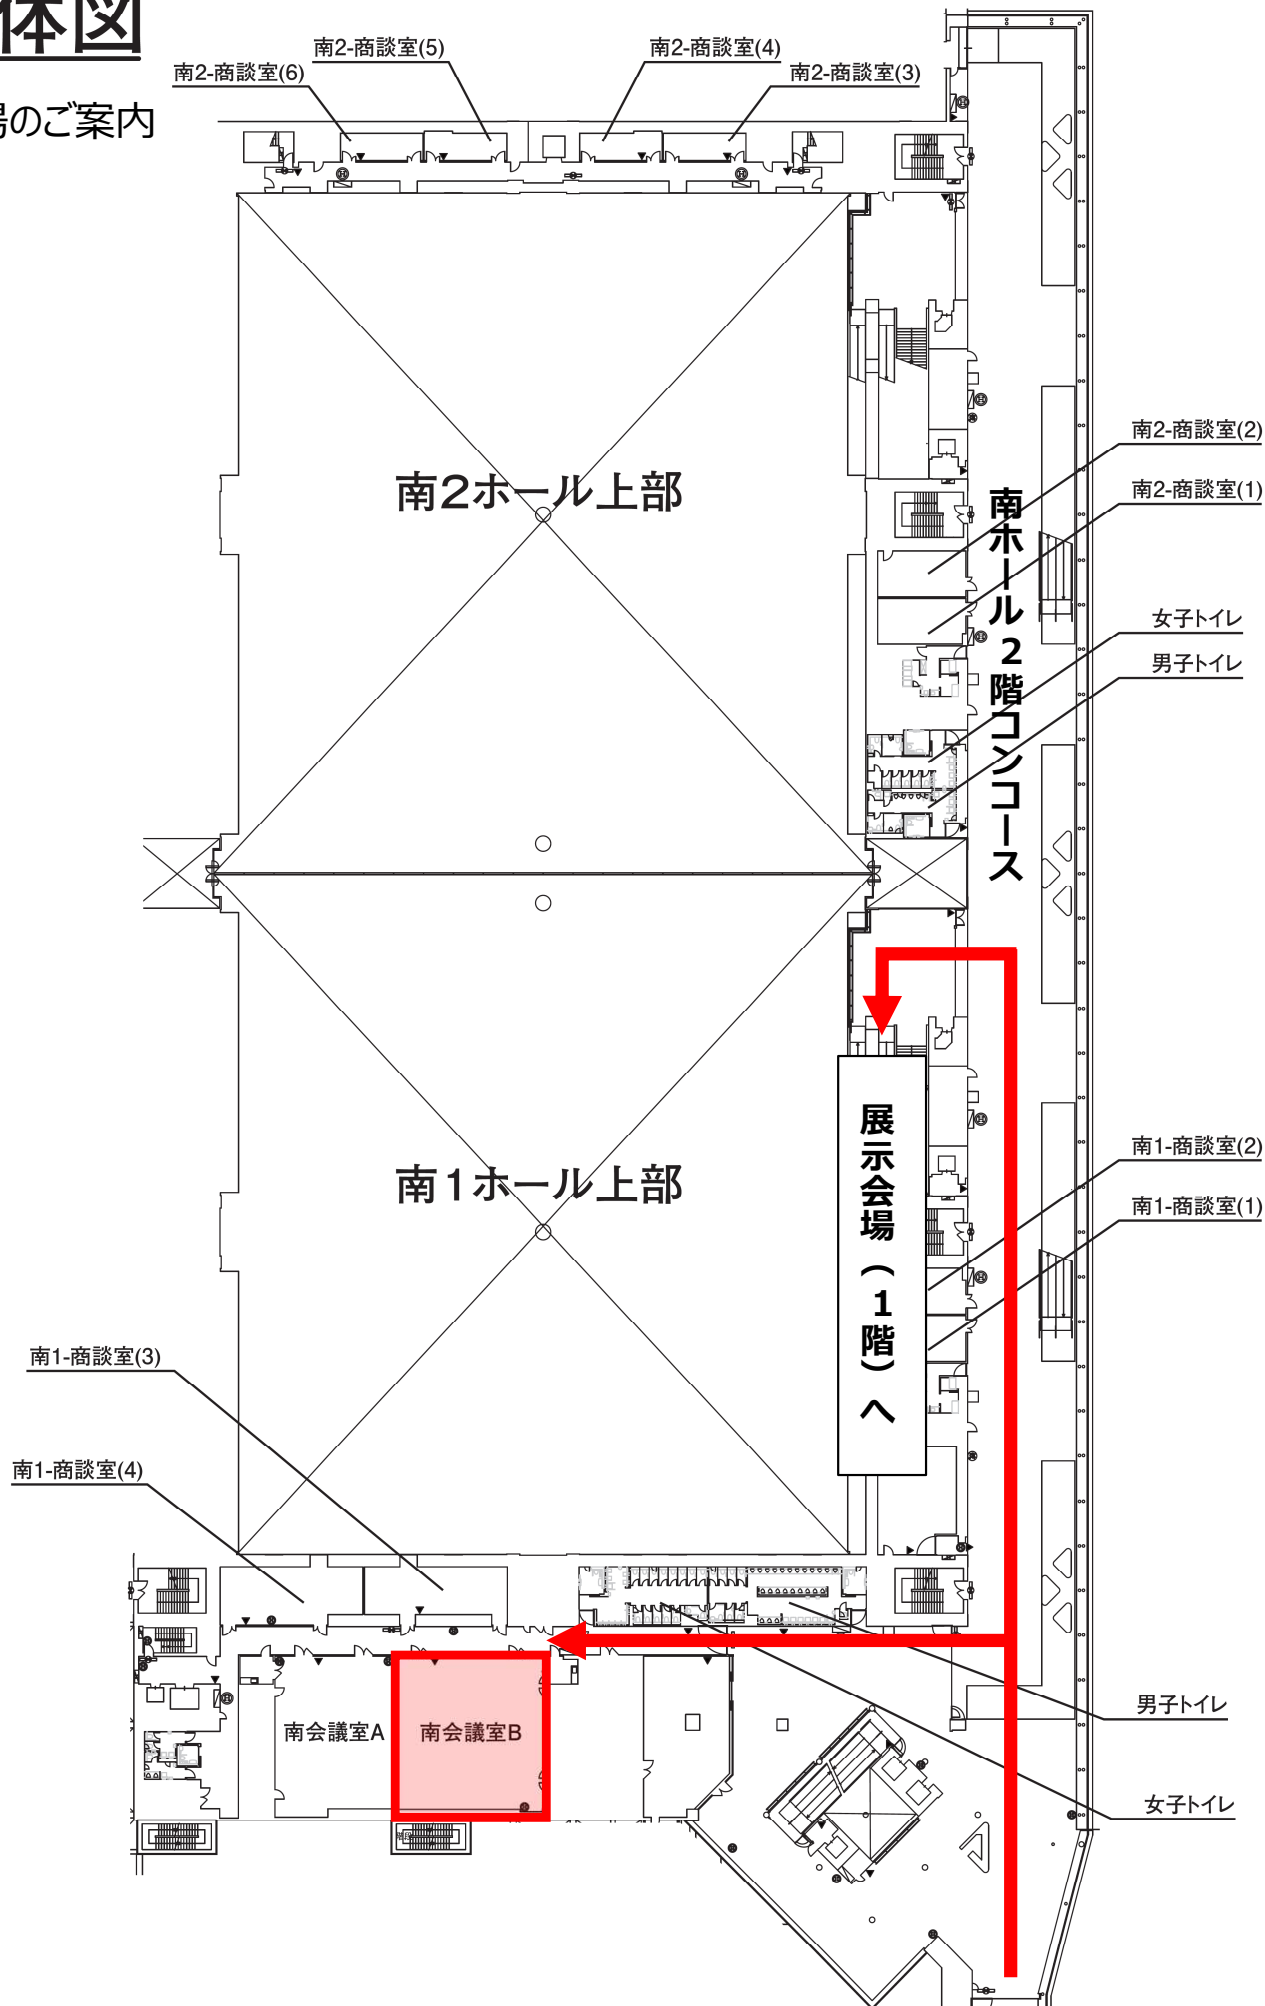 体図
場のご案内
南2-商談室(5)
南2-商談室(4)
南2-商談室(6)
南2-商談室(3)
南2-商談室(2)
南2-商談室(1)
南2ホール上部
南ホール2階コンコース
女子トイレ
男子トイレ
南1-商談室(2)
南1ホール上部
南1-商談室(1)
展示会場(1階)へ
南1-商談室(3)
南1-商談室(4)
男子トイレ
南会議室A
南会議室B
女子トイレ